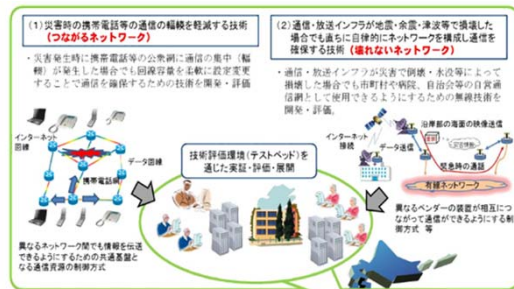 （１）災害時の携帯電話等の通信の輻輳を軽減する技術
（つながるネットワーク）
・災害発生時に携帯電話等の公衆網に通信の集中（輻
輳）が発生した場合でも回線容量を柔軟に設定変更
することで通信を確保するための技術を開発・評価
インターネット
回線
データ回線
携帯電話網
異なるネットワーク間でも情報を伝送
できるようにするための共通基盤と
なる通信資源の制御方式
（２）通信・放送インフラが地震・余震・津波等で損壊した
場合でも直ちに自律的にネットワークを構成し通信を
確保する技術（壊れないネットワーク）
・通信・放送インフラが災害で倒壊・水没等によって
損壊した場合でも市町村や病院、自治会等の自営通
信網として使用できるようにするための無線技術を
開発・評価。
インターネット
接続
データ送信
沿岸部の海面の映像送信
緊急時の通話
有線ネットワーク
異なるベンダーの装置が相互につな
がって通信ができるようにする制
御方式　等
技術評価環境（テストベッド）を
通じた実証・評価・展開